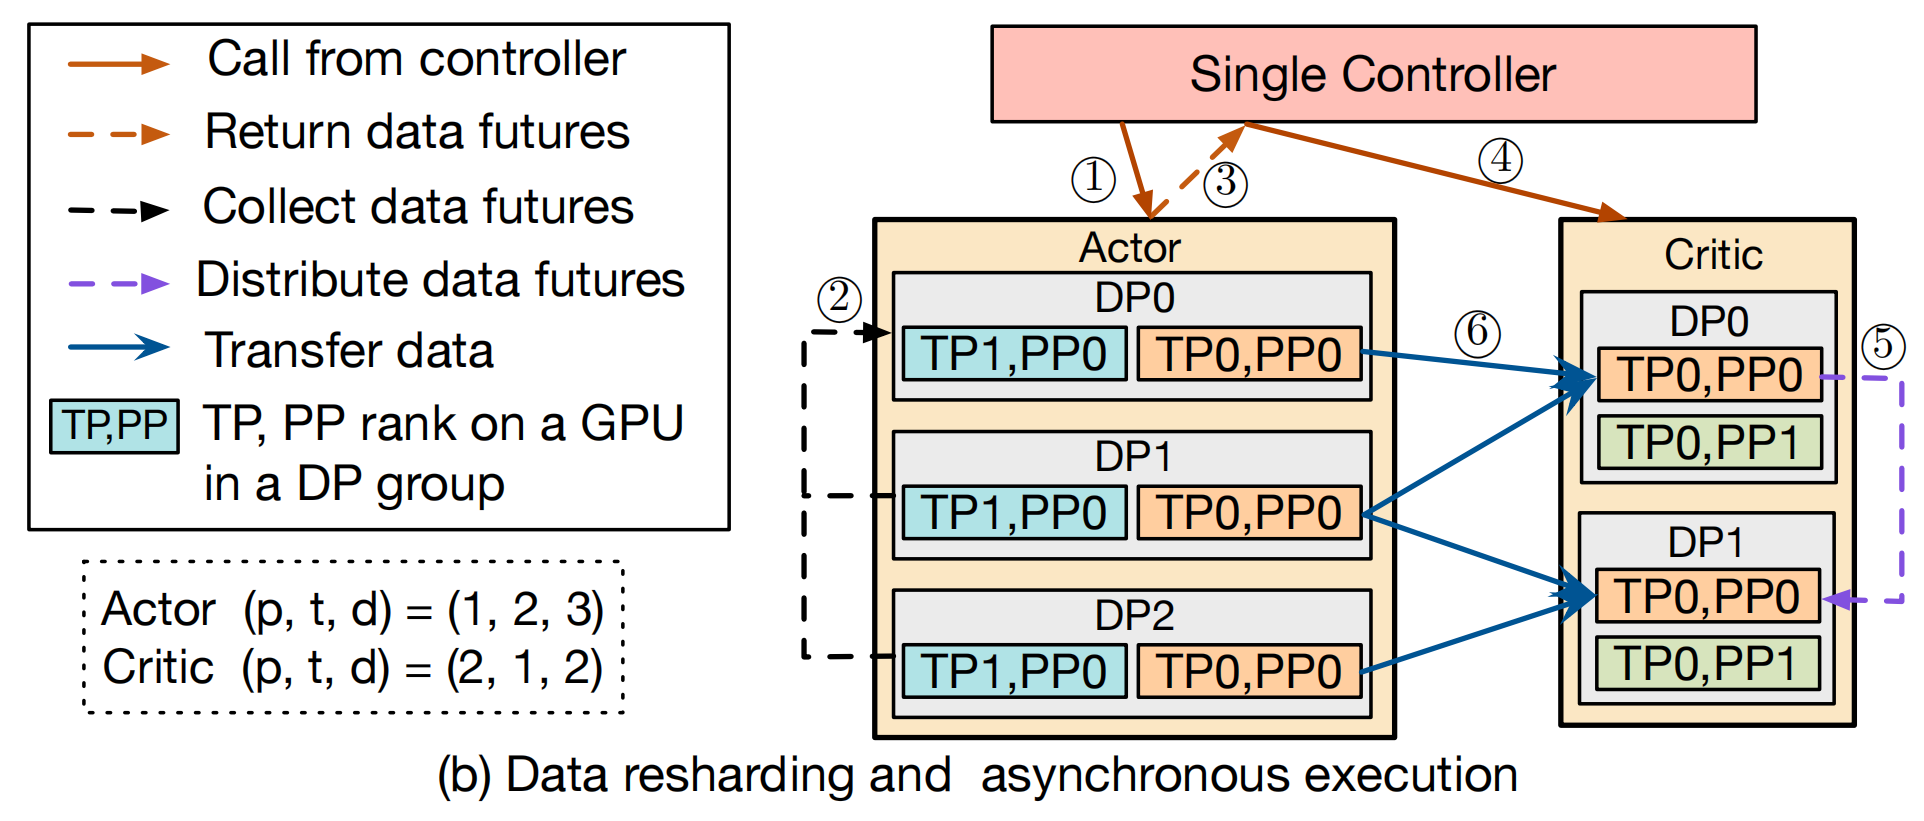 Call from controller
Return data futures
Collect data futures
Distribute data futures
Transfer data
TP,PP
TP, PP rank on a GPU
in a DP group
Actor (p, t, d) = (1, 2, 3)
Critic (p, t, d) = (2, 1, 2)
Single Controller
①
③
④
Actor
②
DP0
TP1,PP0
TP0,PP0
DP1
TP1,PP0
TP0,PP0
DP2
TP1,PP0
TP0,PP0
⑥
Critic
DP0
TP0,PP0
TP0,PP1
⑤
DP1
TP0,PP0
TP0,PP1
(b) Data resharding and asynchronous execution